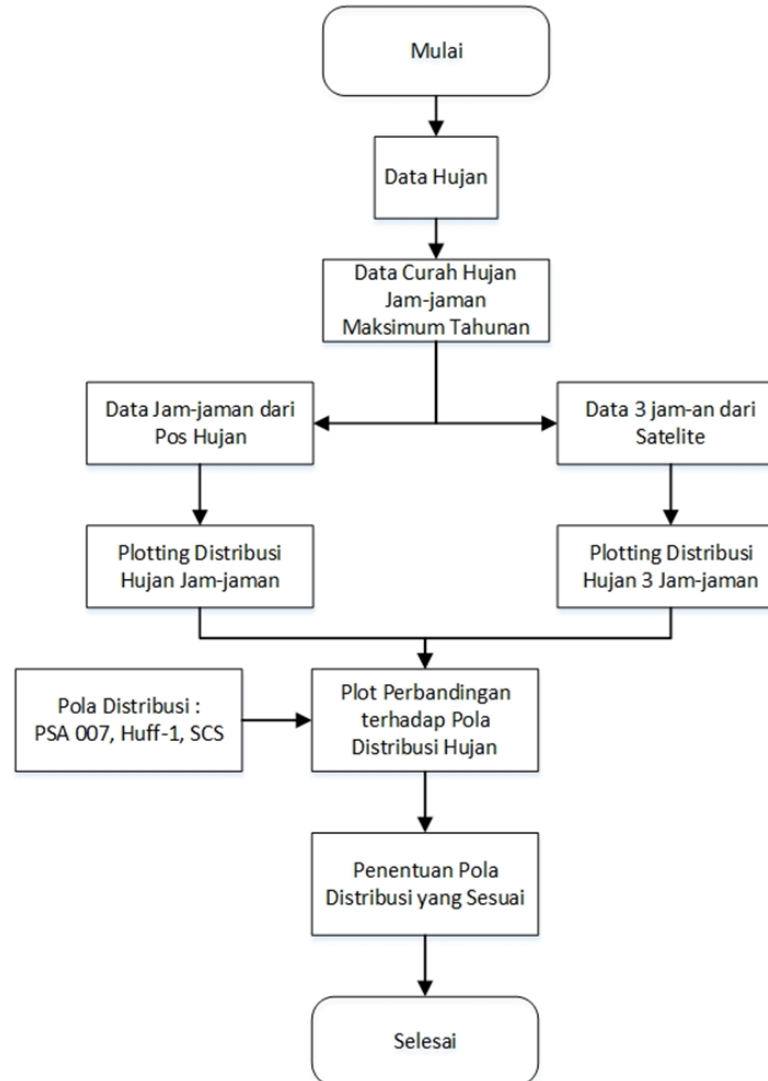 Mulai
Data Hujan
Data Curah Hujan
Jam-jaman
Maksimum Tahunan
Data Jam-jaman dari
Pos Hujan
Data 3 jam-an dari
Satelite
Plotting Distribusi
Hujan Jam-jaman
Plotting Distribusi
Hujan 3 Jam-jaman
Pola Distribusi :
PSA 007, Huff-1, SCS
Plot Perbandingan
terhadap Pola
Distribusi Hujan
Penentuan Pola
Distribusi yang Sesuai
Selesai